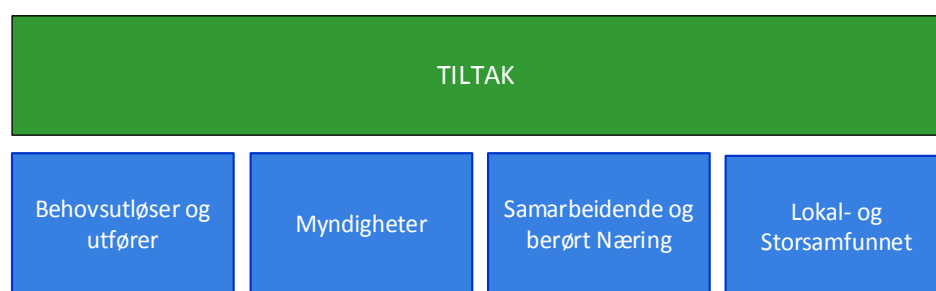 TILTAK
Behovsutløser og
utfører
Myndigheter
Samarbeidende og
berørt Næring
Lokal- og
Storsamfunnet